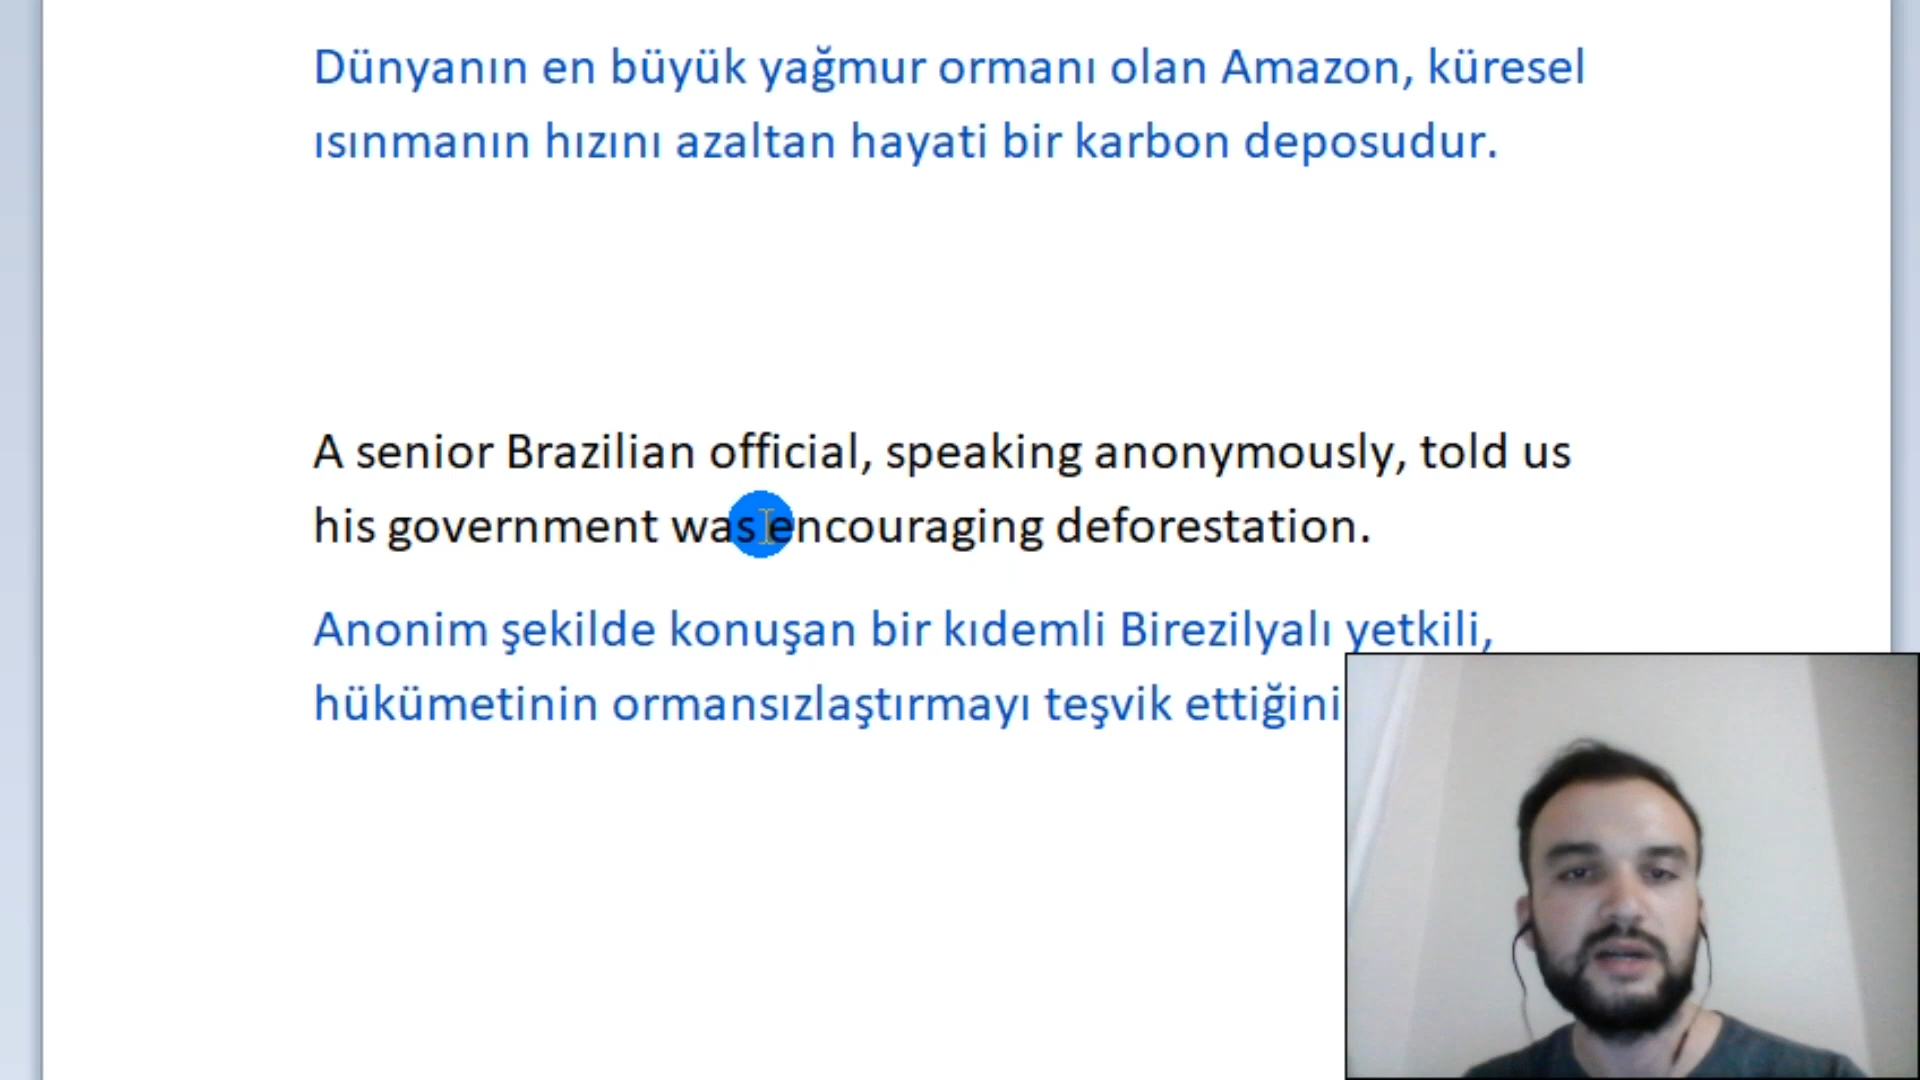 Dünyanın en büyük yağmur ormanı olan Amazon, küresel
ısınmanın hızını azaltan hayati bir karbon deposudur.
A senior Brazilian official, speaking anonymously, told us
his government was encouraging deforestation.
Anonim şekilde konuşan bir kıdemli Birezilyalı yetkili,
hükümetinin ormansızlaştırmayı teşvik ettiğini